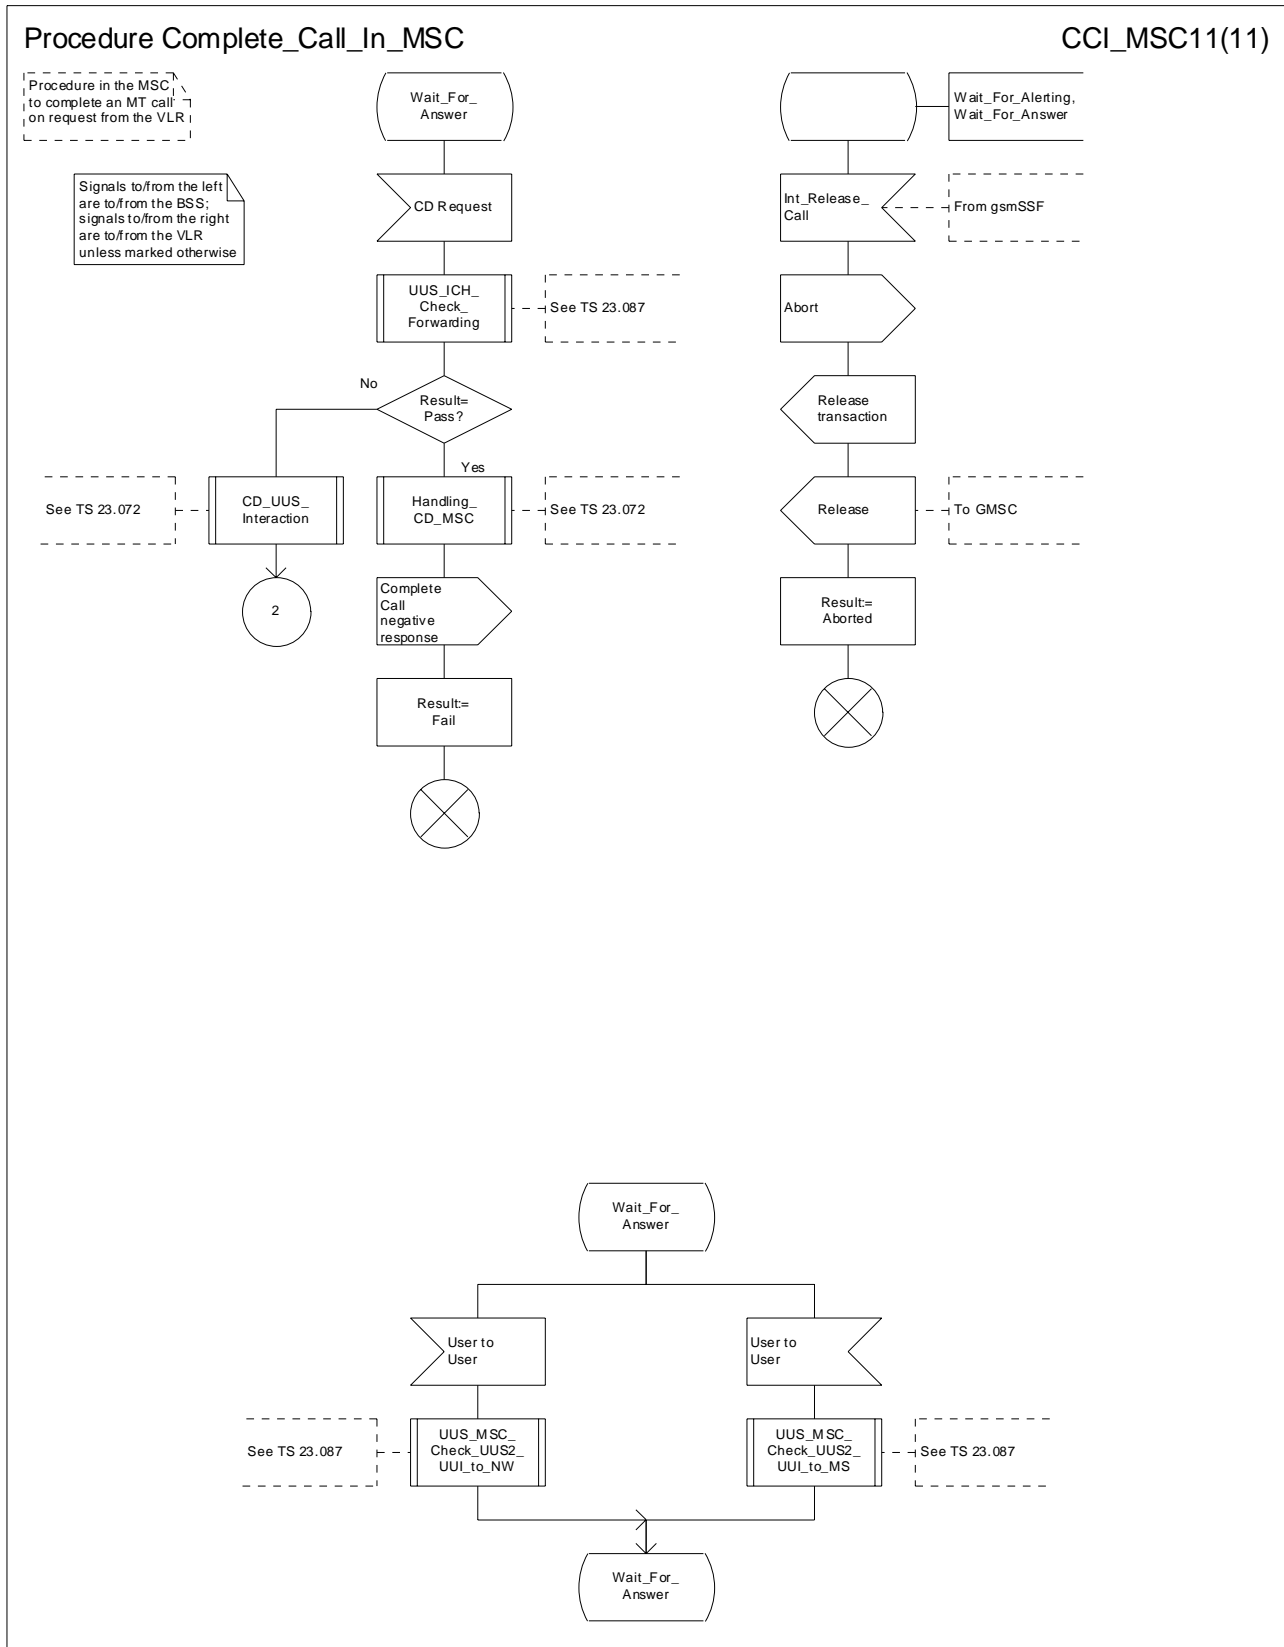 Procedure Complete_Call_In_MSC
CCI_MSC11(11)
Procedure in the MSC
to complete an MT call
on request from the VLR
Signals to/from the left
are to/from the BSS;
signals to/from the right
are to/from the VLR
unless marked otherwise
Wait_For_
Answer
CD Request
UUS_ICH_
Check_
Forwarding
See TS 23.087
Result=
Pass?
No
Yes
See TS 23.072
CD_UUS_
Interaction
2
Handling_
CD_MSC
See TS 23.072
Complete
Call
negative
response
Result:=
Fail
Wait_For_Alerting,
Wait_For_Answer
Int_Release_
Call
From gsmSSF
Abort
Release
transaction
Release
To GMSC
Result:=
Aborted
Wait_For_
Answer
User to
User
User to
User
See TS 23.087
UUS_MSC_
Check_UUS2_
UUI_to_NW
UUS_MSC_
Check_UUS2_
UUI_to_MS
See TS 23.087
Wait_For_
Answer